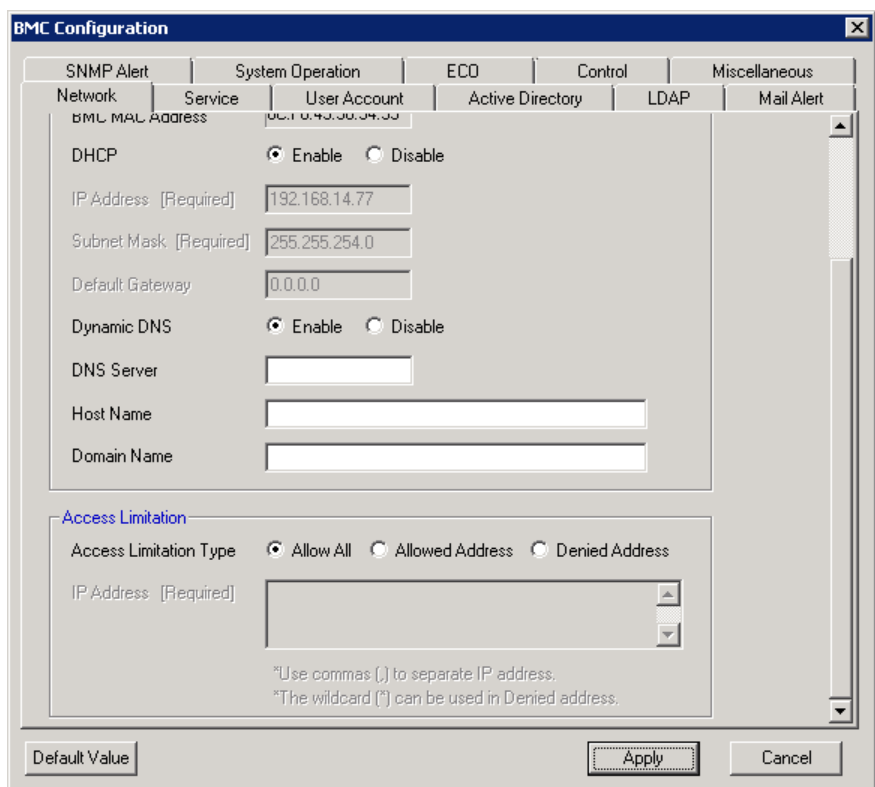 BMC Configuration
SNMP Alert System Operation ECO Control Miscellaneous
Network Service User Account Active Directory LDAP Mail Alert
BMC MAC Address
DHCP Enable Disable
IP Address [Required] 192.168.14.77
Subnet Mask [Required] 255.255.254.0
Default Gateway 0.0.0.0
Dynamic DNS Enable Disable
DNS Server
Host Name
Domain Name
Access Limitation
Access Limitation Type Allow All Allowed Address Denied Address
IP Address [Required]
*Use commas (,) to separate IP address.
*The wildcard (*) can be used in Denied address.
Default Value Apply Cancel